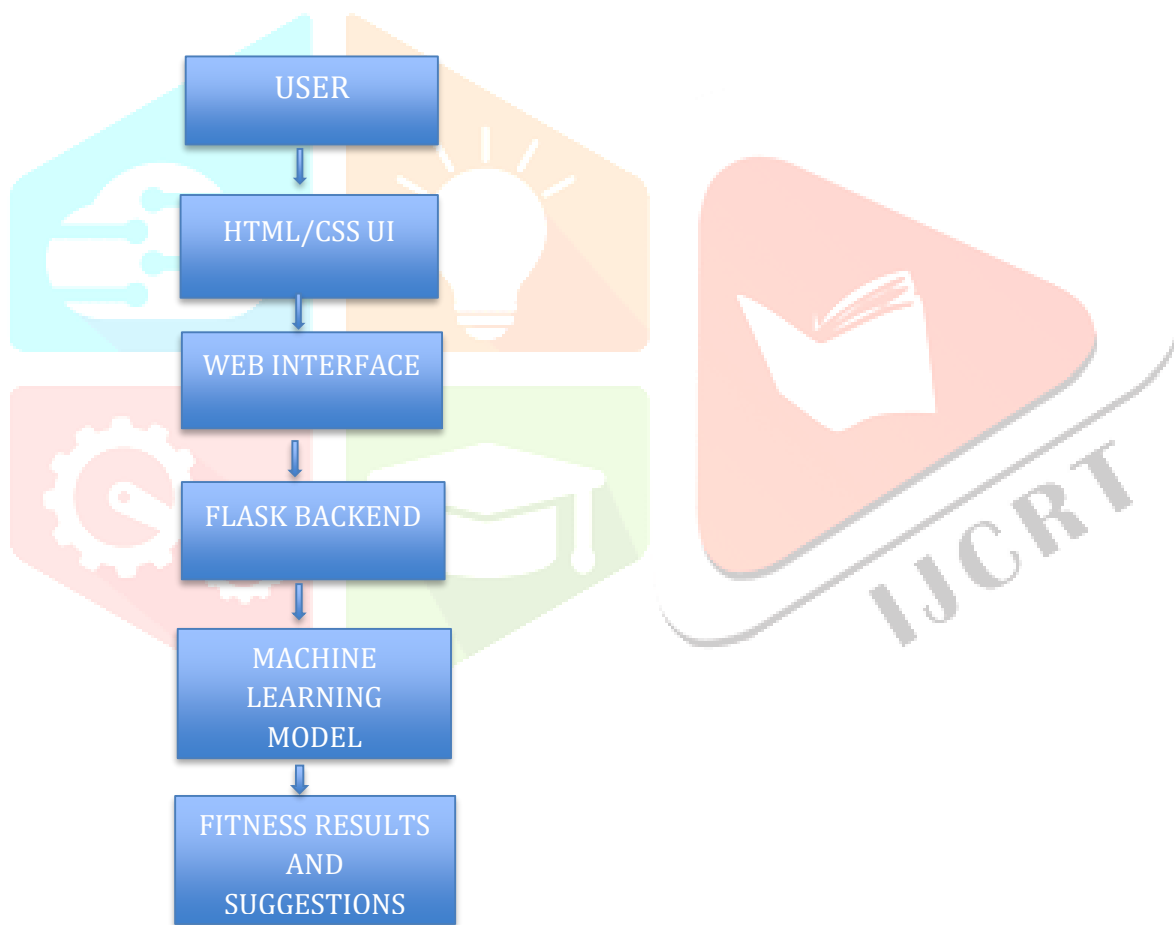 USER
HTML/CSS UI
WEB INTERFACE
FLASK BACKEND
MACHINE
LEARNING
MODEL
FITNESS RESULTS
AND
SUGGESTIONS
IJCRT